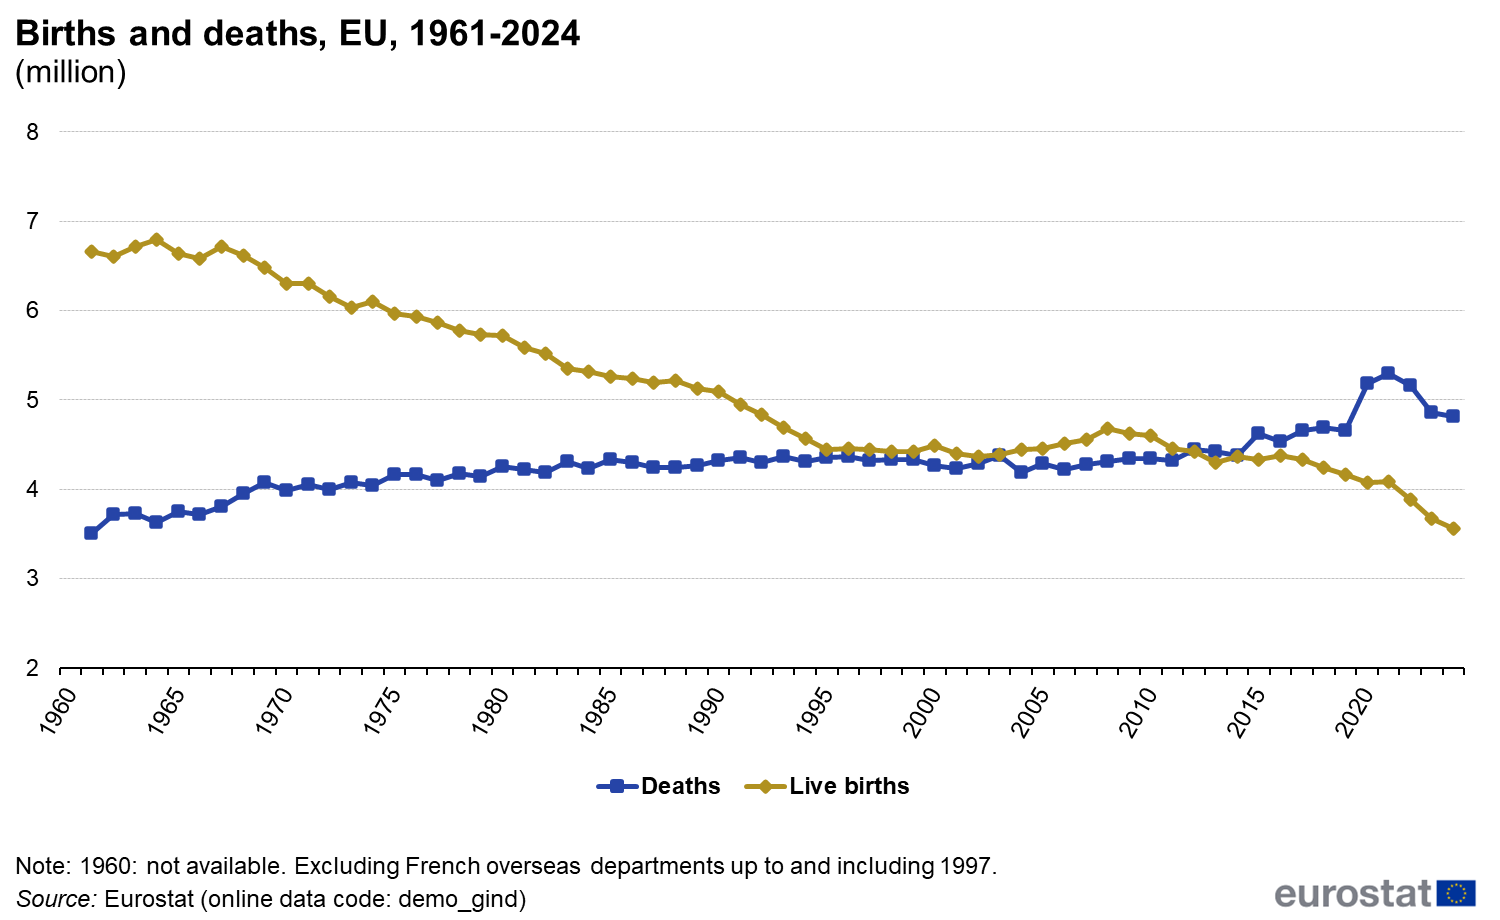 Births and deaths, EU, 1961-2024
(million)
8
7
6
5
4
3
2
1960 1965 1970 1975 1980 1985 1990 1995 2000 2005 2010 2015 2020
Deaths Live births
Note: 1960: not available. Excluding French overseas departments up to and including 1997.
Source: Eurostat (online data code: demo_gind)
eurostat